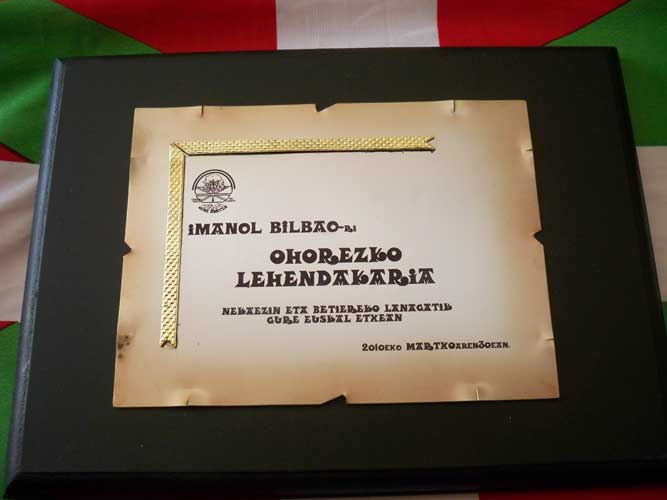 iMANOL BiLBAO-Ri
OHOREZKO
LEHENDAKARiA
NEKAEZIN ETA BETIEREKO LANAGATIK
GURE EUSKAL ETXEAN
2010EKO MARTXOAREN30EAN.